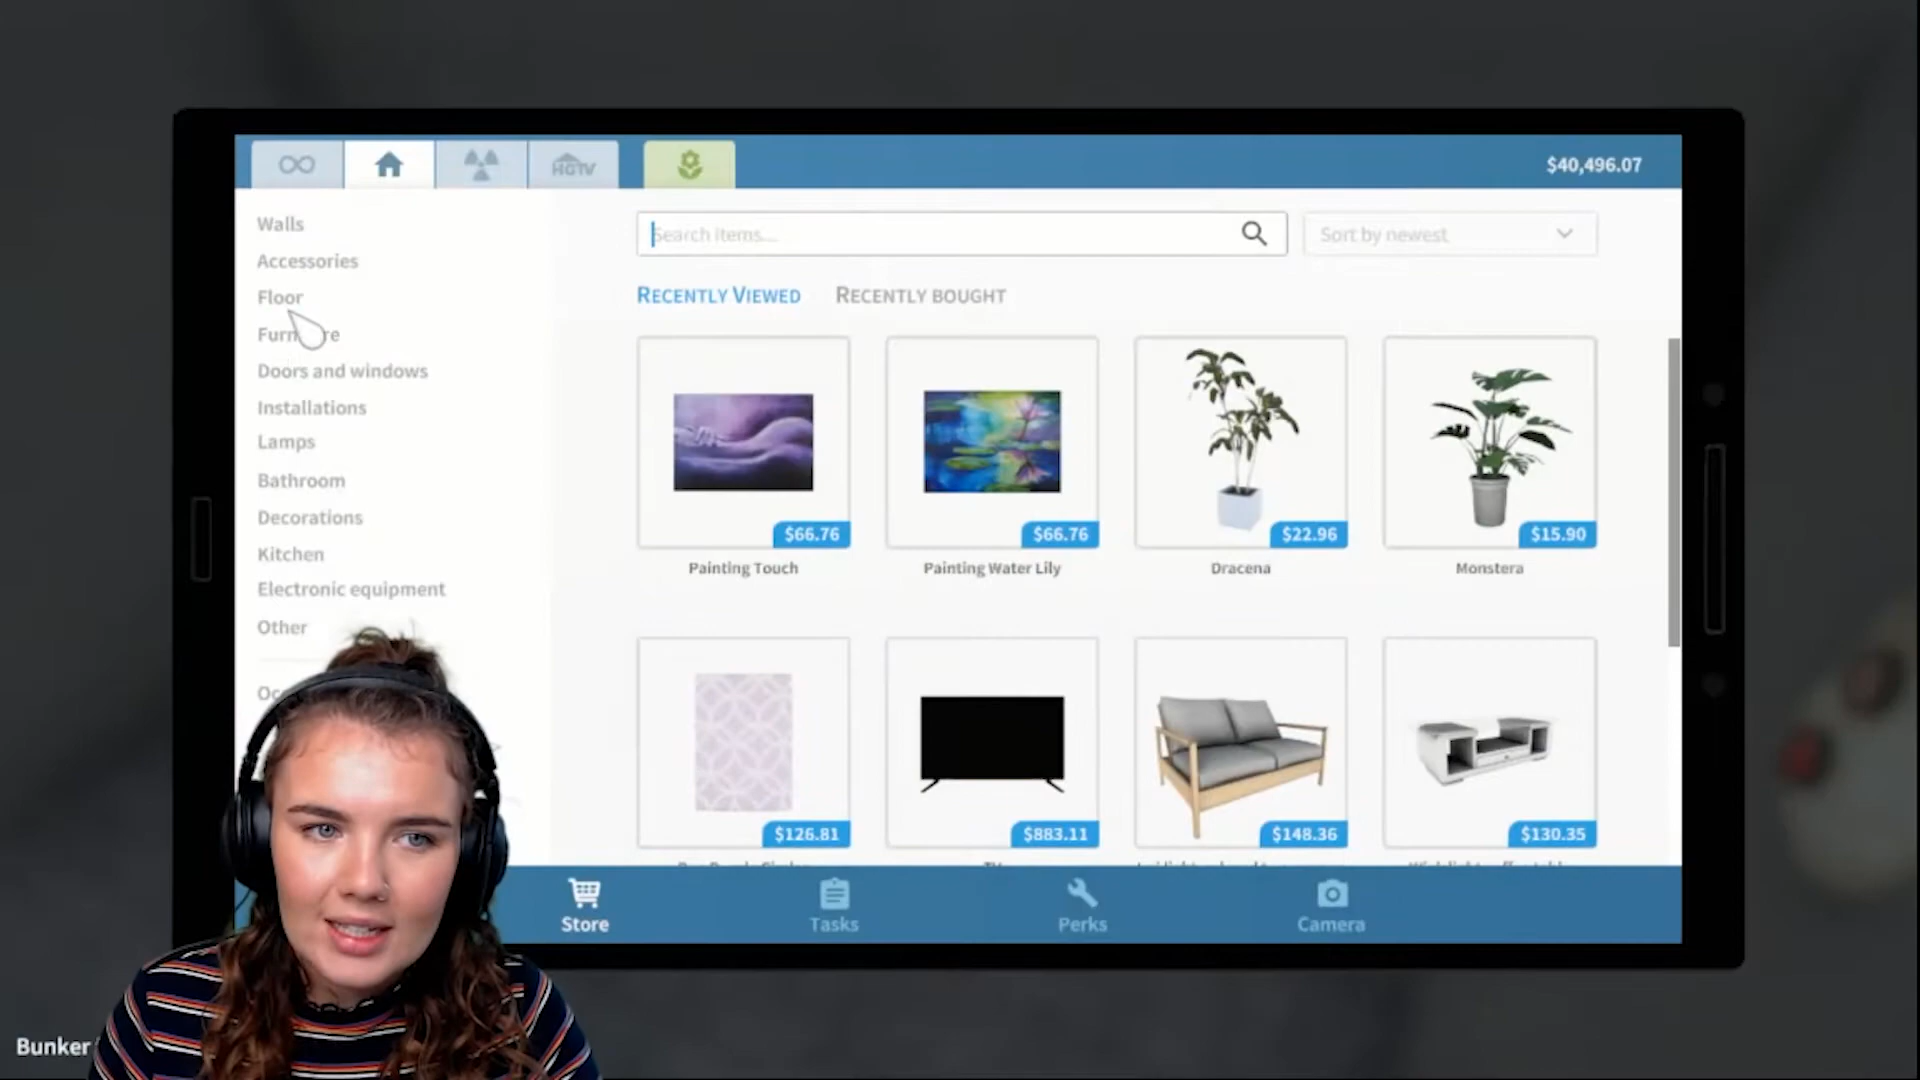 HGTV
$40,496.07
Walls
Accessories
Floor
Furniture
Doors and windows
Installations
Lamps
Bathroom
Decorations
Kitchen
Electronic equipment
Other
Search items...
Sort by newest
RECENTLY VIEWED
RECENTLY BOUGHT
$66.76
$66.76
$22.96
$15.90
Painting Touch
Painting Water Lily
Dracena
Monstera
$126.81
$883.11
$148.36
$130.35
Store
Tasks
Perks
Camera
Bunker